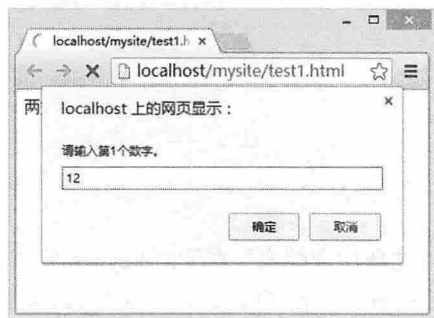 localhost/mysite/test1.h
localhost/mysite/test1.html
两
localhost 上的网页显示：
请输入第1个数字。
12
确定
取消